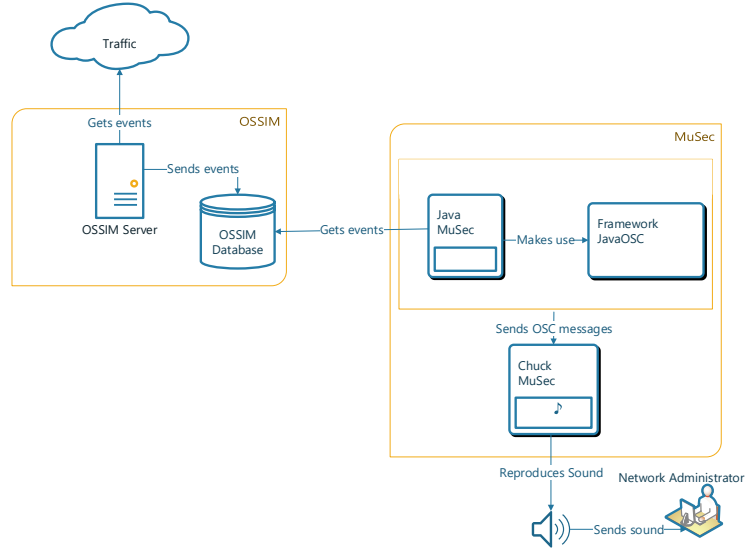 Traffic
Gets events
OSSIM
MuSec
Sends events
OSSIM Server
OSSIM
Database
Gets events
Java
MuSec
Makes use
Framework
JavaOSC
Sends OSC messages
Chuck
MuSec
Reproduces Sound
Network Administrator
Sends sound